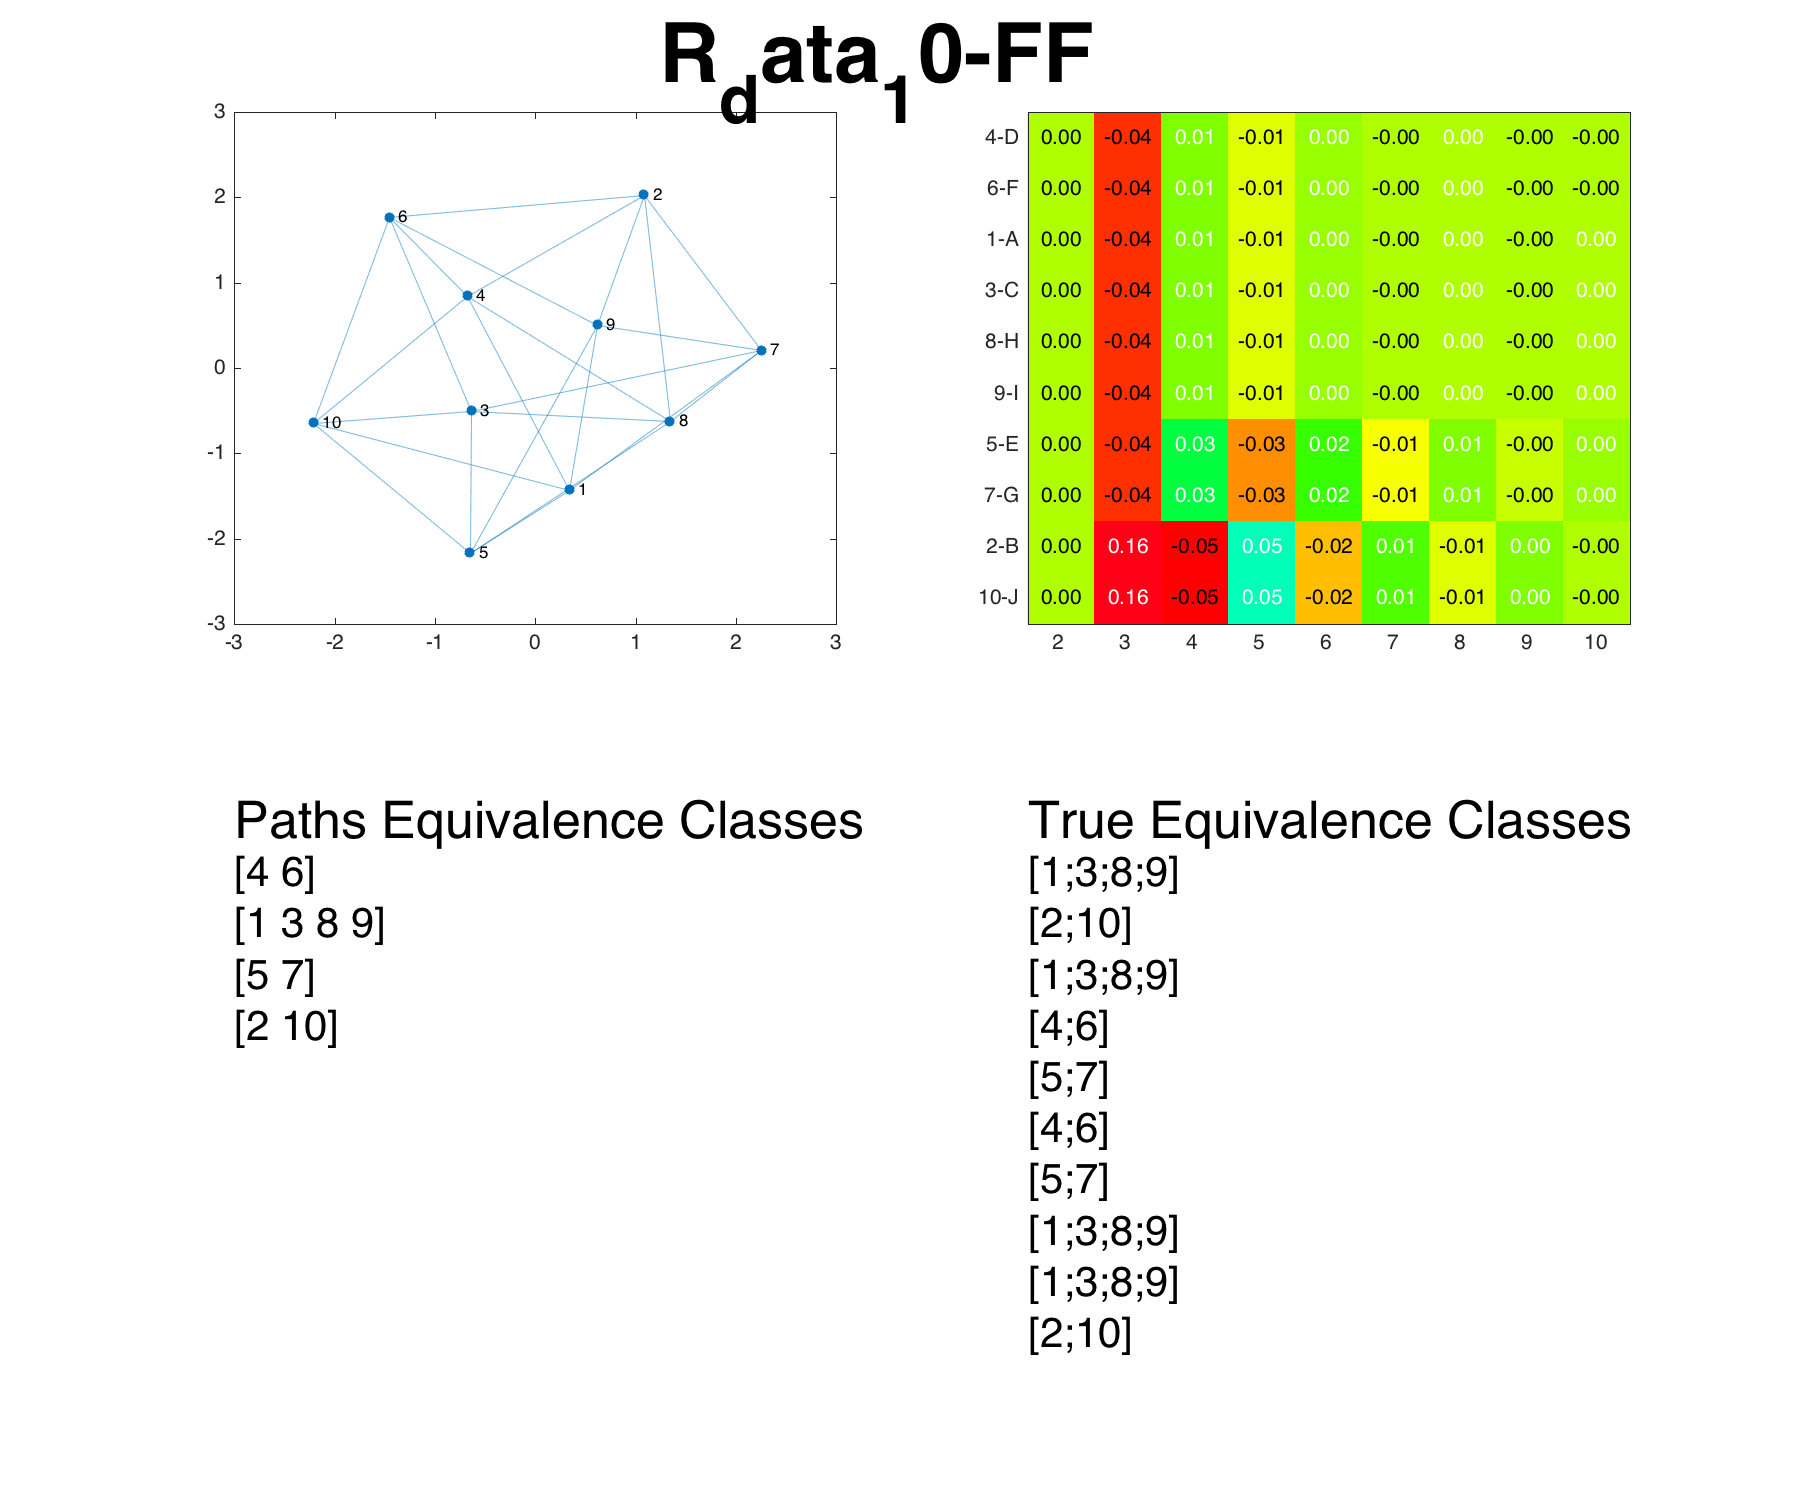 R_data_10-FF
3
2
1
0
-1
-2
-3
-3 -2 -1 0 1 2 3
2
6
4
9
7
3
8
10
1
5
4-D 0.00 -0.04 0.01 -0.01 0.00 -0.00 0.00 -0.00 -0.00
6-F 0.00 -0.04 0.01 -0.01 0.00 -0.00 0.00 -0.00 -0.00
1-A 0.00 -0.04 0.01 -0.01 0.00 -0.00 0.00 -0.00 0.00
3-C 0.00 -0.04 0.01 -0.01 0.00 -0.00 0.00 -0.00 0.00
8-H 0.00 -0.04 0.01 -0.01 0.00 -0.00 0.00 -0.00 0.00
9-I 0.00 -0.04 0.01 -0.01 0.00 -0.00 0.00 -0.00 0.00
5-E 0.00 -0.04 0.03 -0.03 0.02 -0.01 0.01 -0.00 0.00
7-G 0.00 -0.04 0.03 -0.03 0.02 -0.01 0.01 -0.00 0.00
2-B 0.00 0.16 -0.05 0.05 -0.02 0.01 -0.01 0.00 -0.00
10-J 0.00 0.16 -0.05 0.05 -0.02 0.01 -0.01 0.00 -0.00
2 3 4 5 6 7 8 9 10
Paths Equivalence Classes
[4 6]
[1 3 8 9]
[5 7]
[2 10]
True Equivalence Classes
[1;3;8;9]
[2;10]
[1;3;8;9]
[4;6]
[5;7]
[4;6]
[5;7]
[1;3;8;9]
[1;3;8;9]
[2;10]